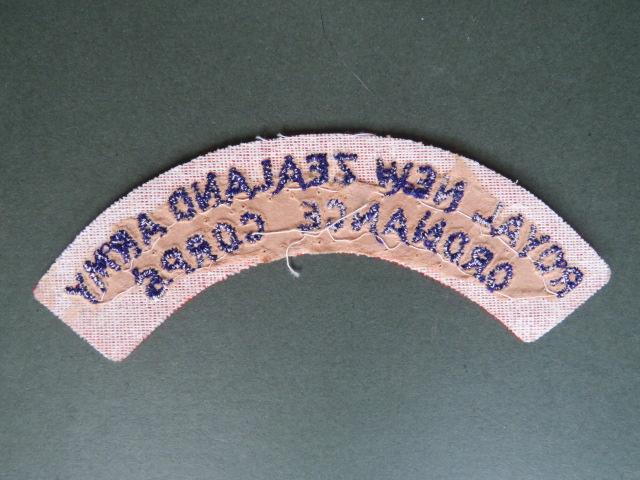 ROYAL NEW ZEALAND ARMY
ORDNANCE CORPS